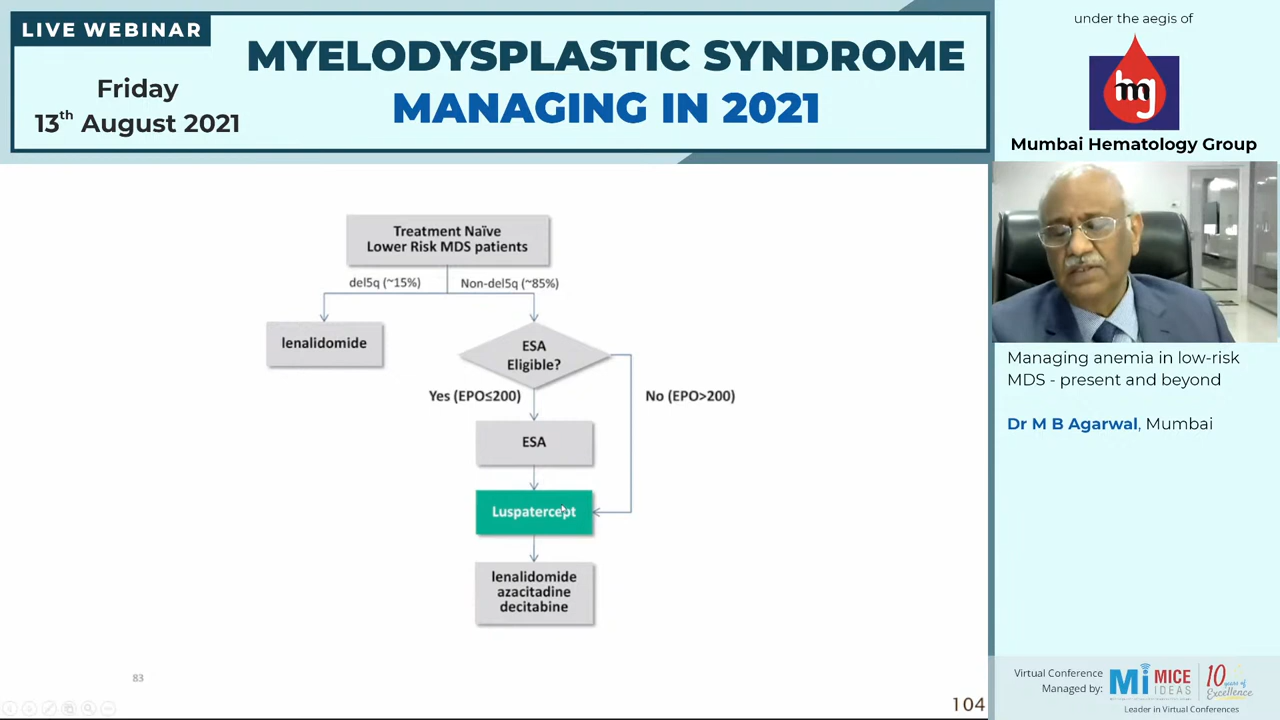 LIVE WEBINAR
Friday
13th August 2021
MYELODYSPLASTIC SYNDROME
MANAGING IN 2021
under the aegis of
hmg
Mumbai Hematology Group
Treatment Naïve
Lower Risk MDS patients
del5q (~15%)
Non-del5q (~85%)
lenalidomide
ESA
Eligible?
Yes (EPO≤200)
No (EPO>200)
ESA
Luspatercept
lenalidomide
azacitadine
decitabine
83
104
Managing anemia in low-risk
MDS - present and beyond
Dr M B Agarwal, Mumbai
Virtual Conference
Managed by:
Mi MICE
IDEAS
10 years of
Excellence
Leader in Virtual Conferences